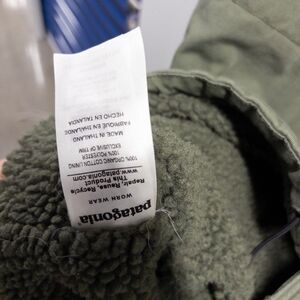 patagonia
WORN WEAR
Repair, Reuse, Recycle
This Product
www.patagonia.com
100% ORGANIC COTTON LINING
100% POLYESTER
EXCLUSIVE OF TRIM
MADE IN THAILAND
FABRIQUÉ EN THAÏLANDE
HECHO EN TAILANDIA